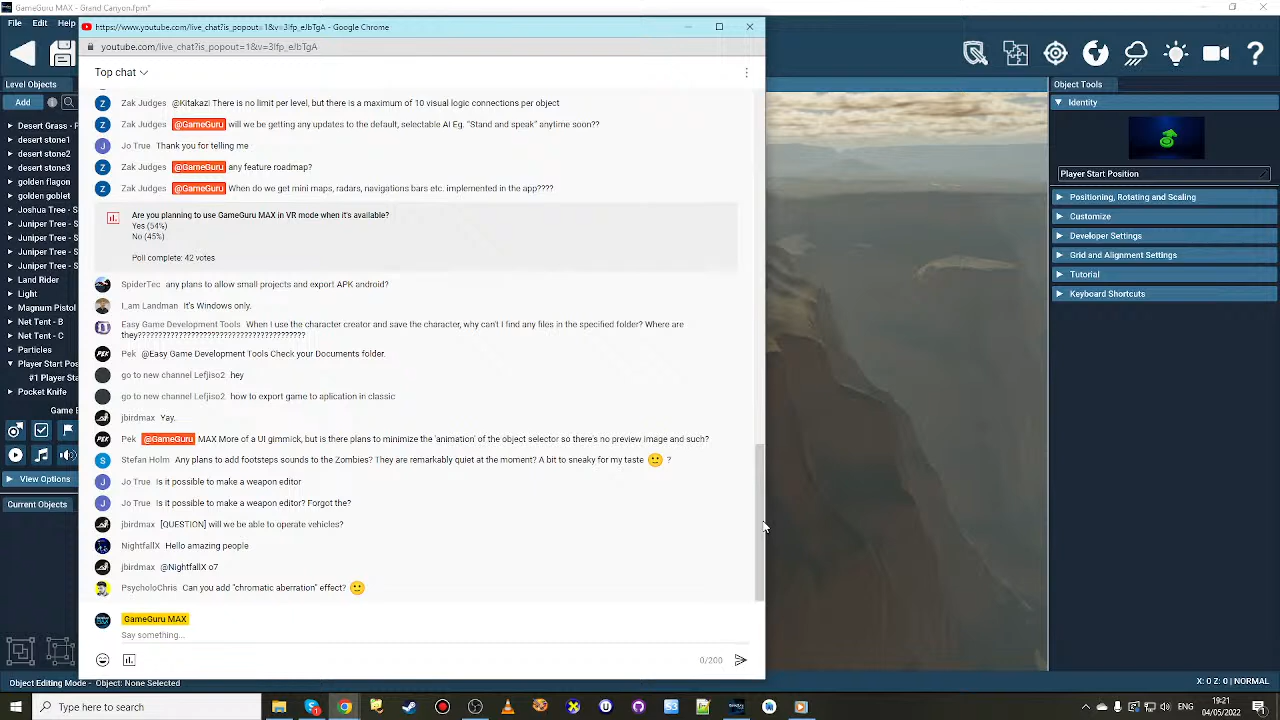 GameGuru MAX - Grand Canyon.fpm*
File Edit
https://www.youtube.com/live_chat?is_popout=1&v=3Ifp_eJbTgA - Google Chrome
youtube.com/live_chat?is_popout=1&v=3Ifp_eJbTgA
Top chat
Level Objects
Add
Desert Grass - F
desert stone1
desert stone2
golden flagon
golden goblet
Joshua Tree - S
Juniper Tree - S
Juniper Tree - S
Juniper Tree - S
Land Rider
Light
Magnum Pistol
Net Tent - B
Net Tent - C
Particles
Player Start Pos
#1 Player Sta
Pocket Knife
Game E
View Options
Current Objects
Zak Judges @Kitakazi There is no limit per level, but there is a maximum of 10 visual logic connections per object
Zak Judges @GameGuru will we be getting any updates to the default, selectable AI Eg. "Stand and speak" anytime soon??
Jo True Thank you for telling me
Zak Judges @GameGuru any feature roadmap?
Zak Judges @GameGuru When do we get mini maps, radars, navigations bars etc. implemented in the app????
Are you planning to use GameGuru MAX in VR mode when it's available?
Yes (54%)
No (45%)
Poll complete: 42 votes
SpiderTec any plans to allow small projects and export APK android?
I_am Landman It's Windows only.
Easy Game Development Tools When I use the character creator and save the character, why can't I find any files in the specified folder? Where are
Pek @Easy Game Development Tools Check your Documents folder.
go to new channel Lefjiso2 hey
go to new channel Lefjiso2 how to export game to aplication in classic
jbirdmax Yay.
Pek @GameGuru MAX More of a UI gimmick, but is there plans to minimize the 'animation' of the object selector so there's no preview image and such?
Stefan Holm Any plans to add footsteps sounds to the Zombies? They are remarkably quiet at the moment? A bit to sneaky for my taste 🙂 ?
Jo True Is it possible to make a weapon editor
Jo True Is it possible to make a weapon editor? Forgot the?
jbirdmax [QUESTION] will we be able to operate vehicles?
NightfallX Hello amazing people
jbirdmax @NightfallX o7
PsycholoChris Can you add "chromatic aberration" effect? 🙂
GameGuru MAX
Say something...
0/200
Object Tools
Identity
Player Start Position
Positioning, Rotating and Scaling
Customize
Developer Settings
Grid and Alignment Settings
Tutorial
Keyboard Shortcuts
Object Editing Mode - Object: None Selected
X: 0 Z: 0 | NORMAL
Type here to search
19:21
04/05/2022